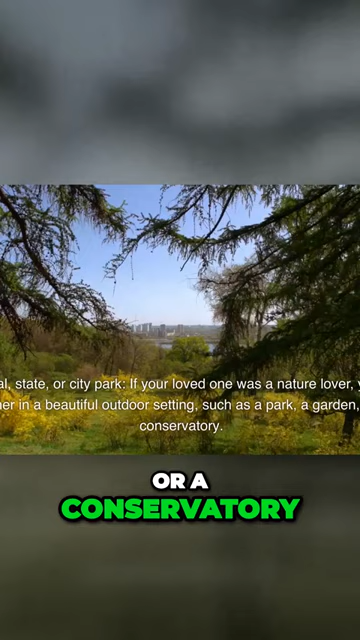 al, state, or city park: If your loved one was a nature lover,
er in a beautiful outdoor setting, such as a park, a garden,
conservatory.
OR A
CONSERVATORY